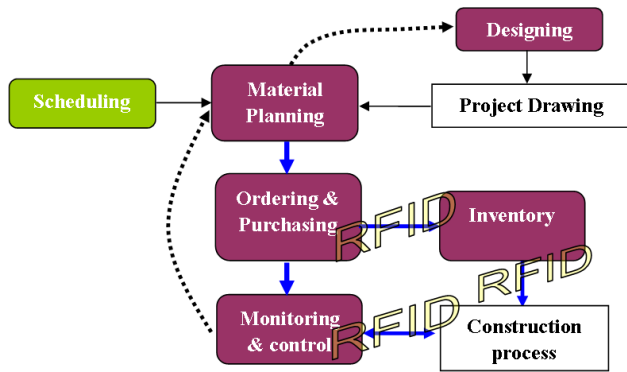 Designing
Scheduling
Material
Planning
Project Drawing
Ordering &
Purchasing
RFID
Inventory
RFID
Monitoring
& control
RFID
Construction
process